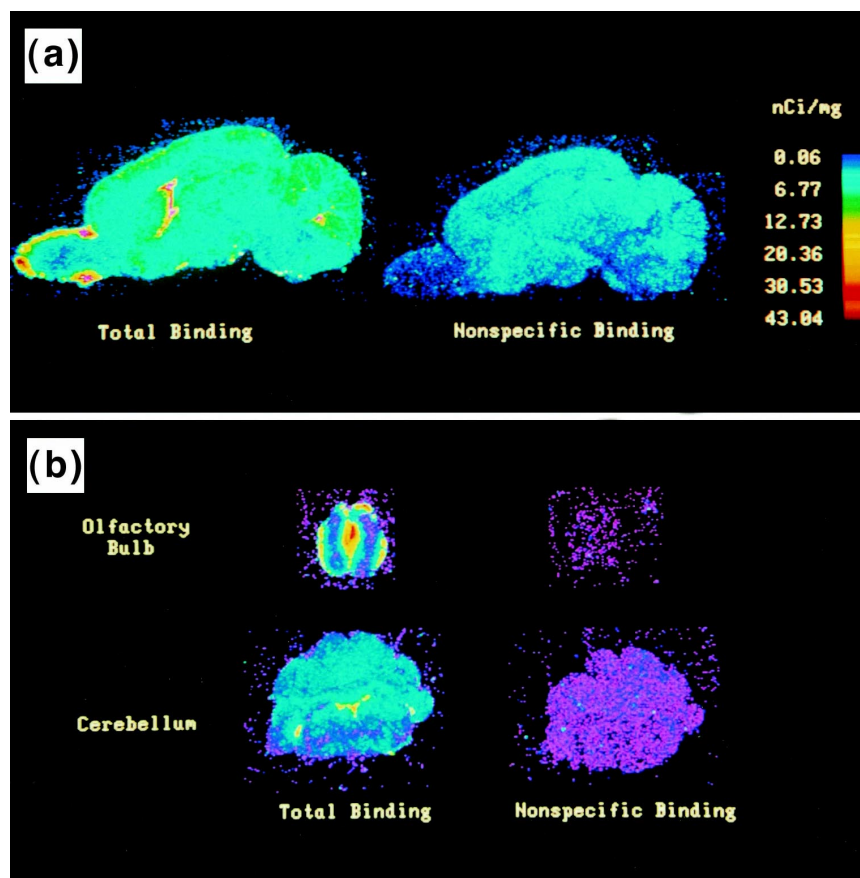 (a)
nCi/mg
0.06
6.77
12.73
20.36
30.53
43.04
Total Binding
Nonspecific Binding
(b)
Olfactory
Bulb
Cerebellum
Total Binding
Nonspecific Binding